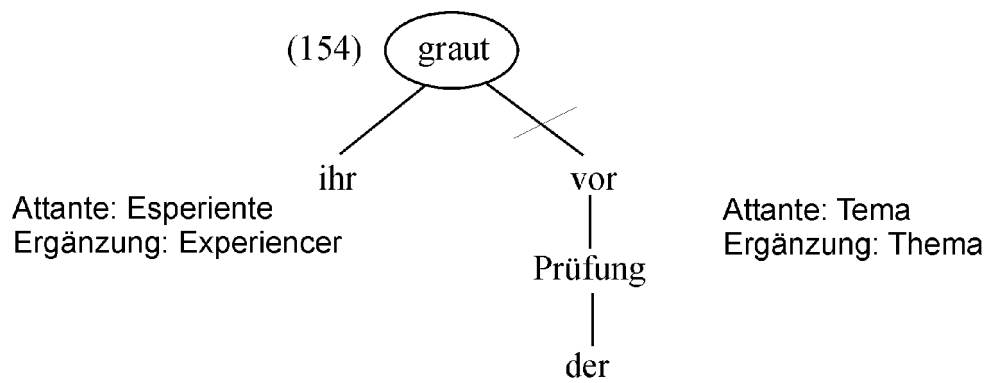 (154) graut
ihr
vor
Attante: Esperiente
Ergänzung: Experiencer
Attante: Tema
Ergänzung: Thema
Prüfung
der